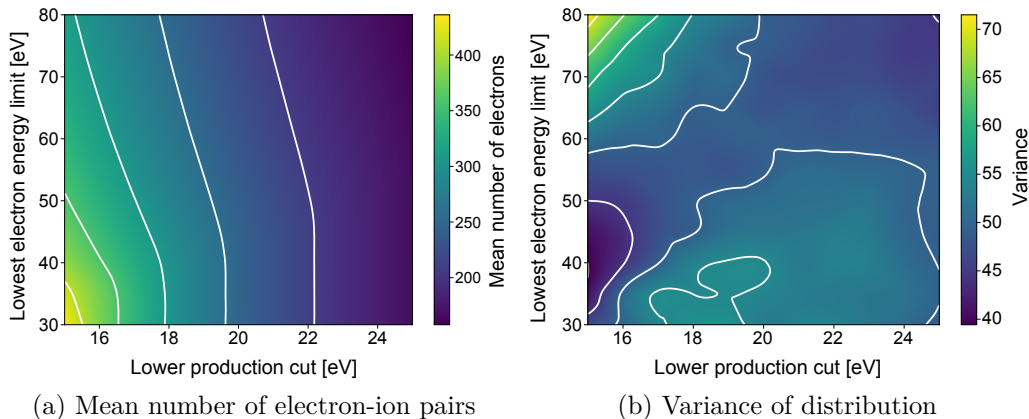 80
70
60
50
40
30
Lowest electron energy limit [eV]
16 18 20 22 24
Lower production cut [eV]
400
350
300
250
200
Mean number of electrons
(a) Mean number of electron-ion pairs
80
70
60
50
40
30
Lowest electron energy limit [eV]
16 18 20 22 24
Lower production cut [eV]
70
65
60
55
50
45
40
Variance
(b) Variance of distribution